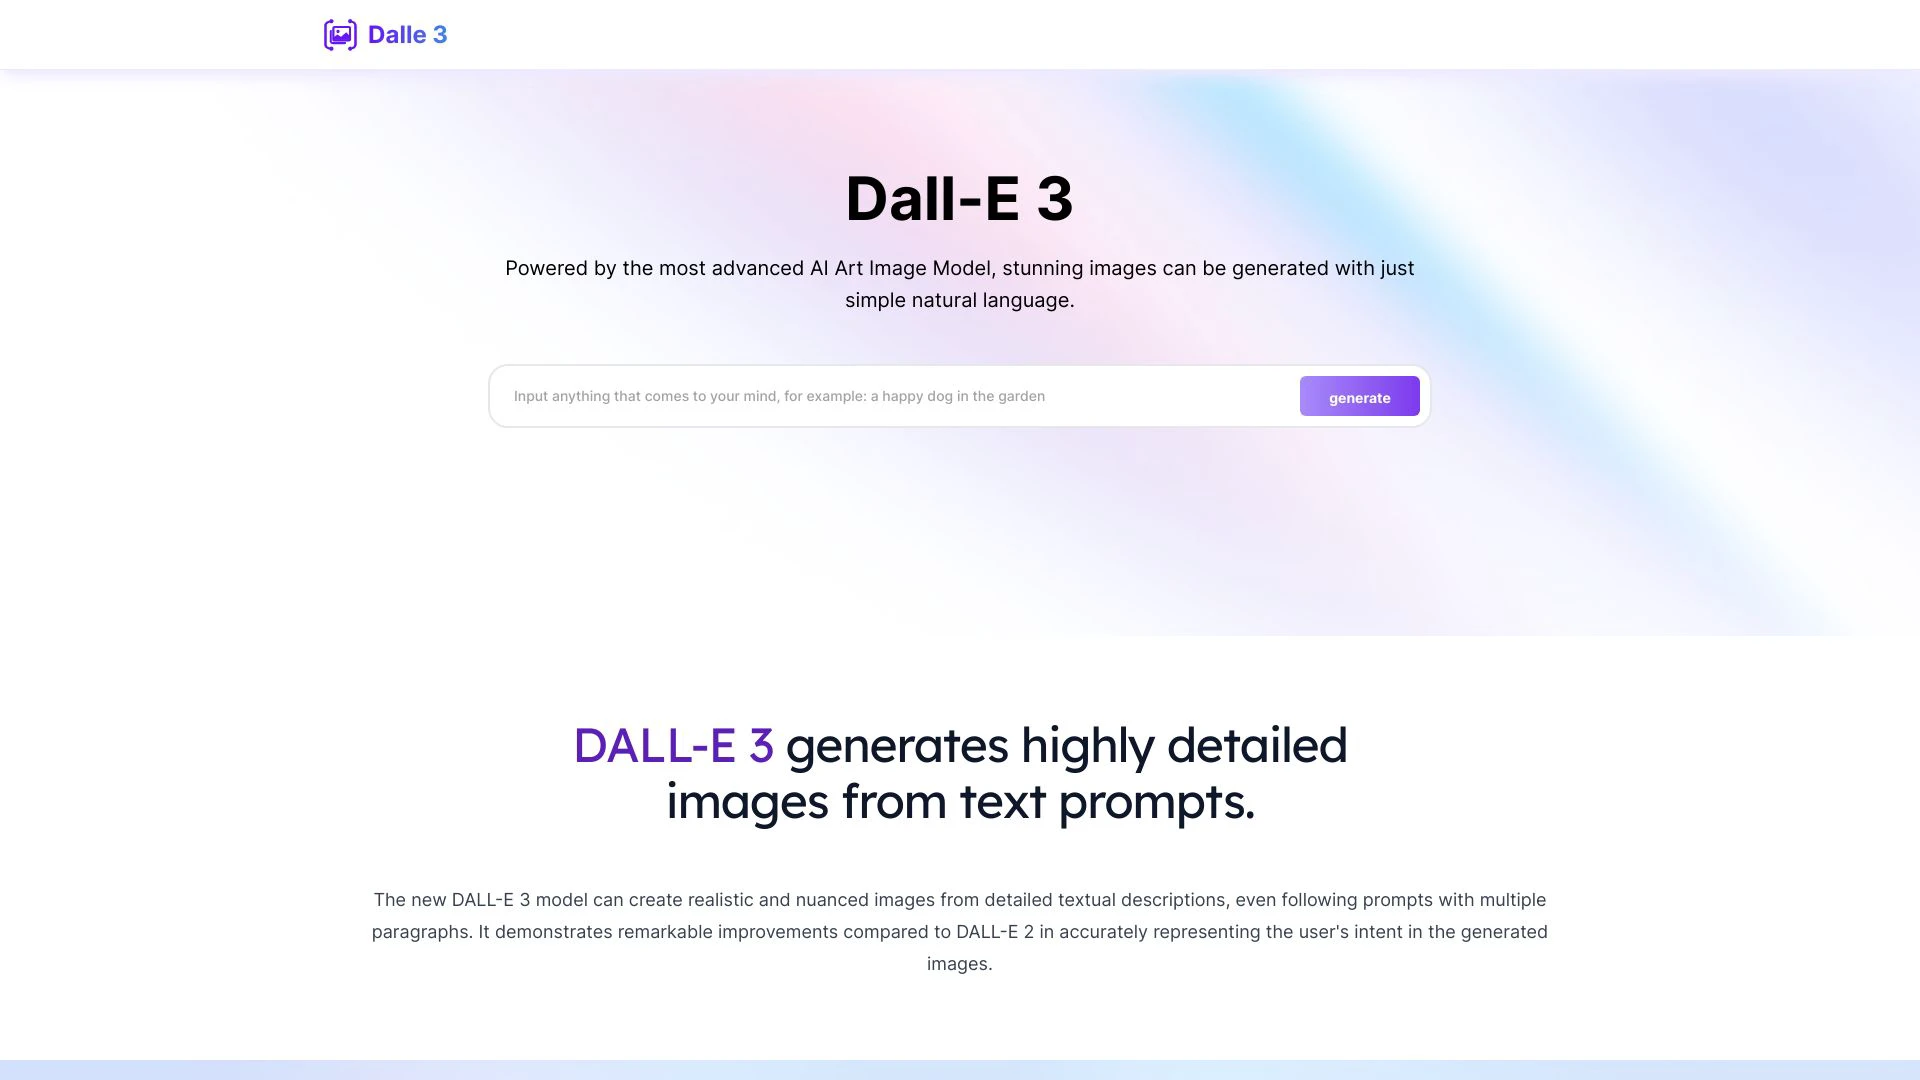 Dalle 3
Dall-E 3
Powered by the most advanced AI Art Image Model, stunning images can be generated with just
simple natural language.
Input anything that comes to your mind, for example: a happy dog in the garden
generate
DALL-E 3 generates highly detailed
images from text prompts.
The new DALL-E 3 model can create realistic and nuanced images from detailed textual descriptions, even following prompts with multiple
paragraphs. It demonstrates remarkable improvements compared to DALL-E 2 in accurately representing the user's intent in the generated
images.